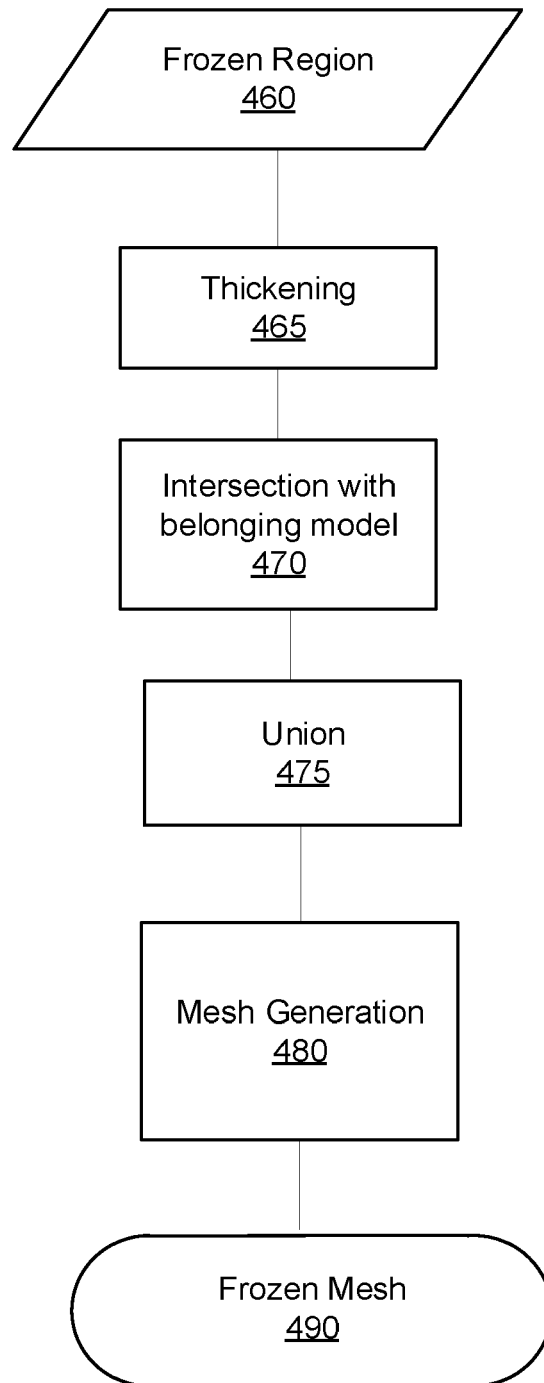 Frozen Region
460
Thickening
465
Intersection with
belonging model
470
Union
475
Mesh Generation
480
Frozen Mesh
490